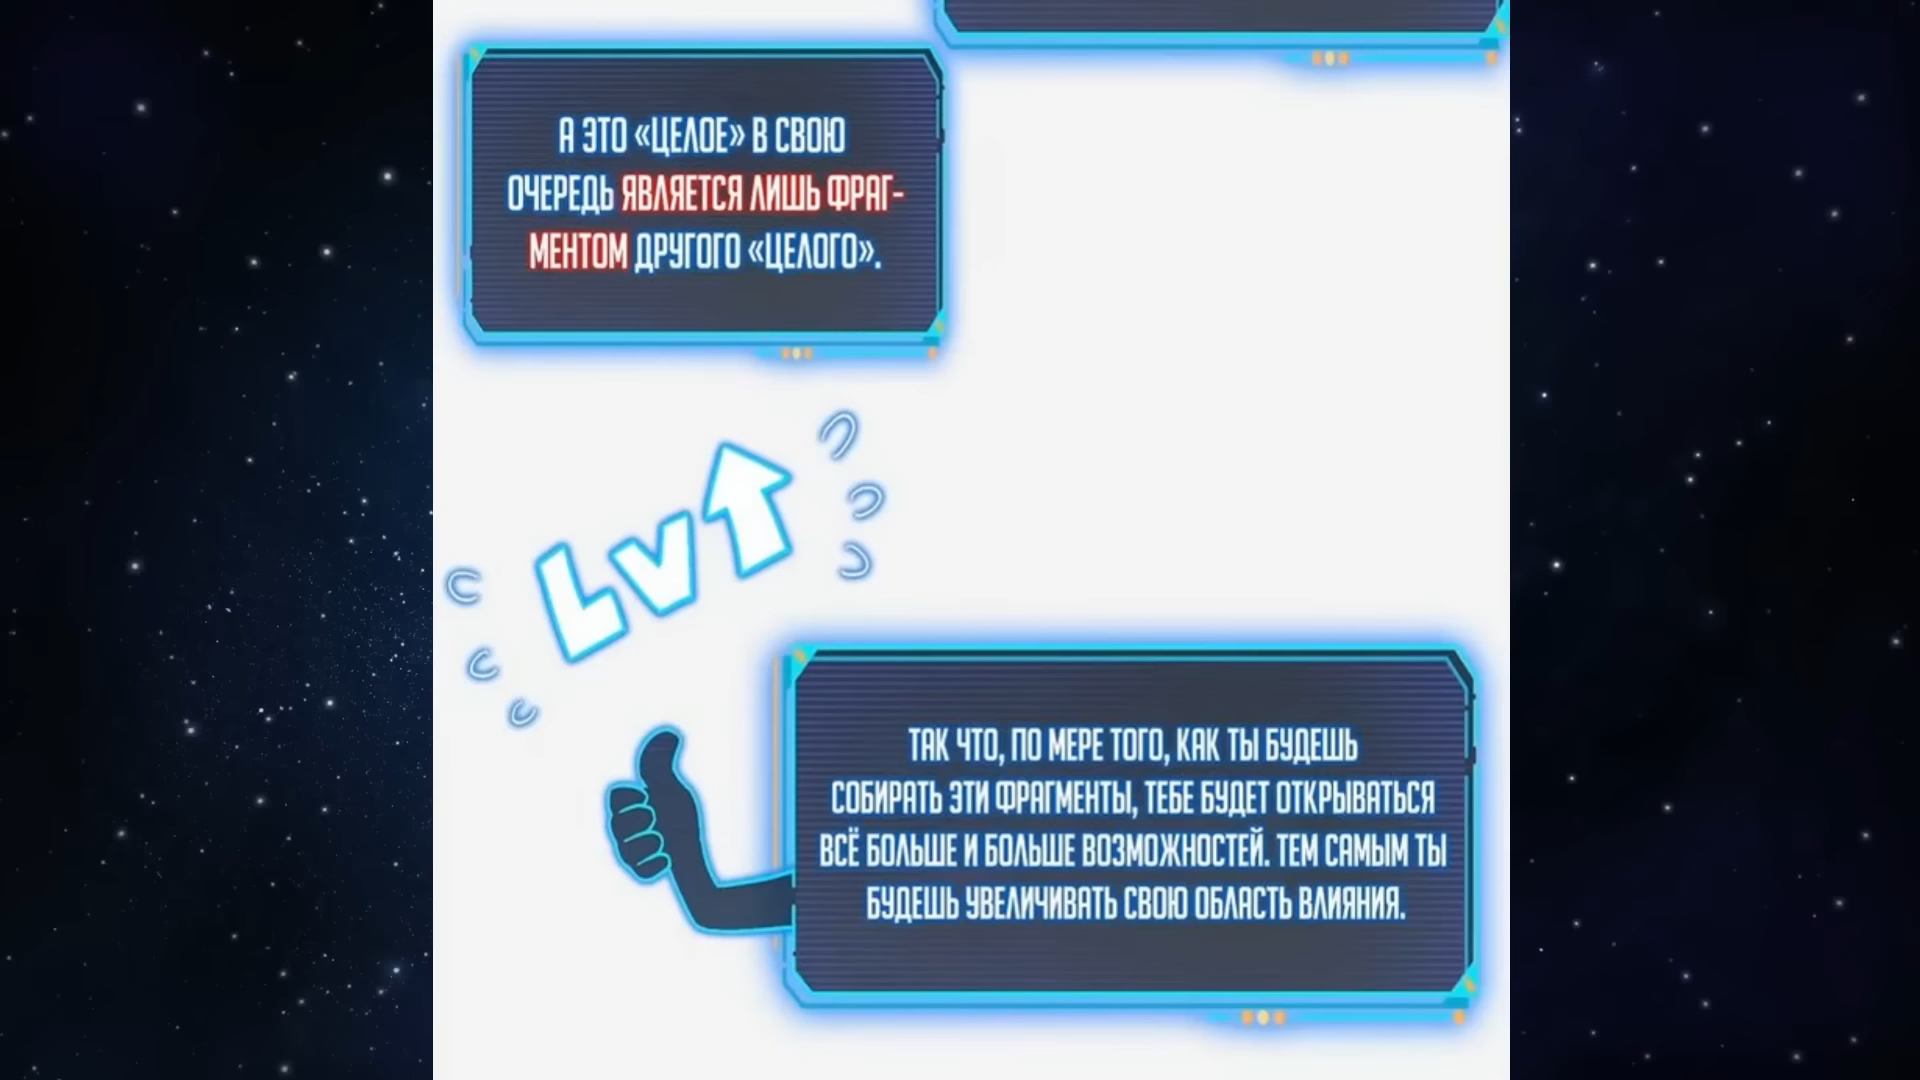 А ЭТО «ЦЕЛОЕ» В СВОЮ
ОЧЕРЕДЬ ЯВЛЯЕТСЯ ЛИШЬ ФРАГ-
МЕНТОМ ДРУГОГО «ЦЕЛОГО».
Lv↑
ТАК ЧТО, ПО МЕРЕ ТОГО, КАК ТЫ БУДЕШЬ
СОБИРАТЬ ЭТИ ФРАГМЕНТЫ, ТЕБЕ БУДЕТ ОТКРЫВАТЬСЯ
ВСЁ БОЛЬШЕ И БОЛЬШЕ ВОЗМОЖНОСТЕЙ. ТЕМ САМЫМ ТЫ
БУДЕШЬ УВЕЛИЧИВАТЬ СВОЮ ОБЛАСТЬ ВЛИЯНИЯ.